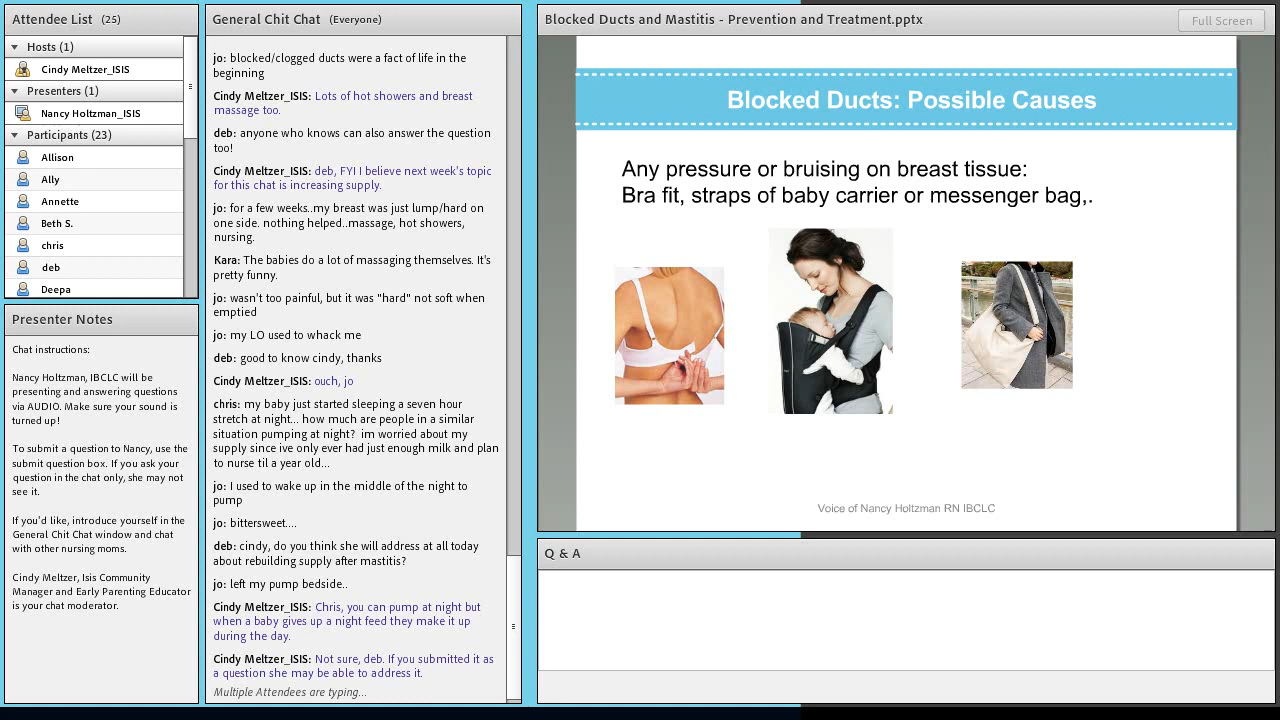 Attendee List (25)
Hosts (1)
Cindy Meltzer_ISIS
Presenters (1)
Nancy Holtzman_ISIS
Participants (23)
Allison
Ally
Annette
Beth S.
chris
deb
Deepa
Presenter Notes
Chat instructions:
Nancy Holtzman, IBCLC will be
presenting and answering questions
via AUDIO. Make sure your sound is
turned up!
To submit a question to Nancy, use the
submit question box. If you ask your
question in the chat only, she may not
see it.
If you'd like, introduce yourself in the
General Chit Chat window and chat
with other nursing moms.
Cindy Meltzer, Isis Community
Manager and Early Parenting Educator
is your chat moderator.
General Chit Chat (Everyone)
jo: blocked/clogged ducts were a fact of life in the
beginning
Cindy Meltzer_ISIS: Lots of hot showers and breast
massage too.
deb: anyone who knows can also answer the question
too!
Cindy Meltzer_ISIS: deb, FYI I believe next week's topic
for this chat is increasing supply.
jo: for a few weeks..my breast was just lump/hard on
one side. nothing helped..massage, hot showers,
nursing.
Kara: The babies do a lot of massaging themselves. It's
pretty funny.
jo: wasn't too painful, but it was "hard" not soft when
emptied
jo: my LO used to whack me
deb: good to know cindy, thanks
Cindy Meltzer_ISIS: ouch, jo
chris: my baby just started sleeping a seven hour
stretch at night... how much are people in a similar
situation pumping at night? im worried about my
supply since ive only ever had just enough milk and plan
to nurse til a year old...
jo: I used to wake up in the middle of the night to
pump
jo: bittersweet....
deb: cindy, do you think she will address at all today
about rebuilding supply after mastitis?
jo: left my pump bedside..
Cindy Meltzer_ISIS: Chris, you can pump at night but
when a baby gives up a night feed they make it up
during the day.
Cindy Meltzer_ISIS: Not sure, deb. If you submitted it as
a question she may be able to address it.
Multiple Attendees are typing...
Blocked Ducts and Mastitis - Prevention and Treatment.pptx
Full Screen
Blocked Ducts: Possible Causes
Any pressure or bruising on breast tissue:
Bra fit, straps of baby carrier or messenger bag,.
Voice of Nancy Holtzman RN IBCLC
Q & A